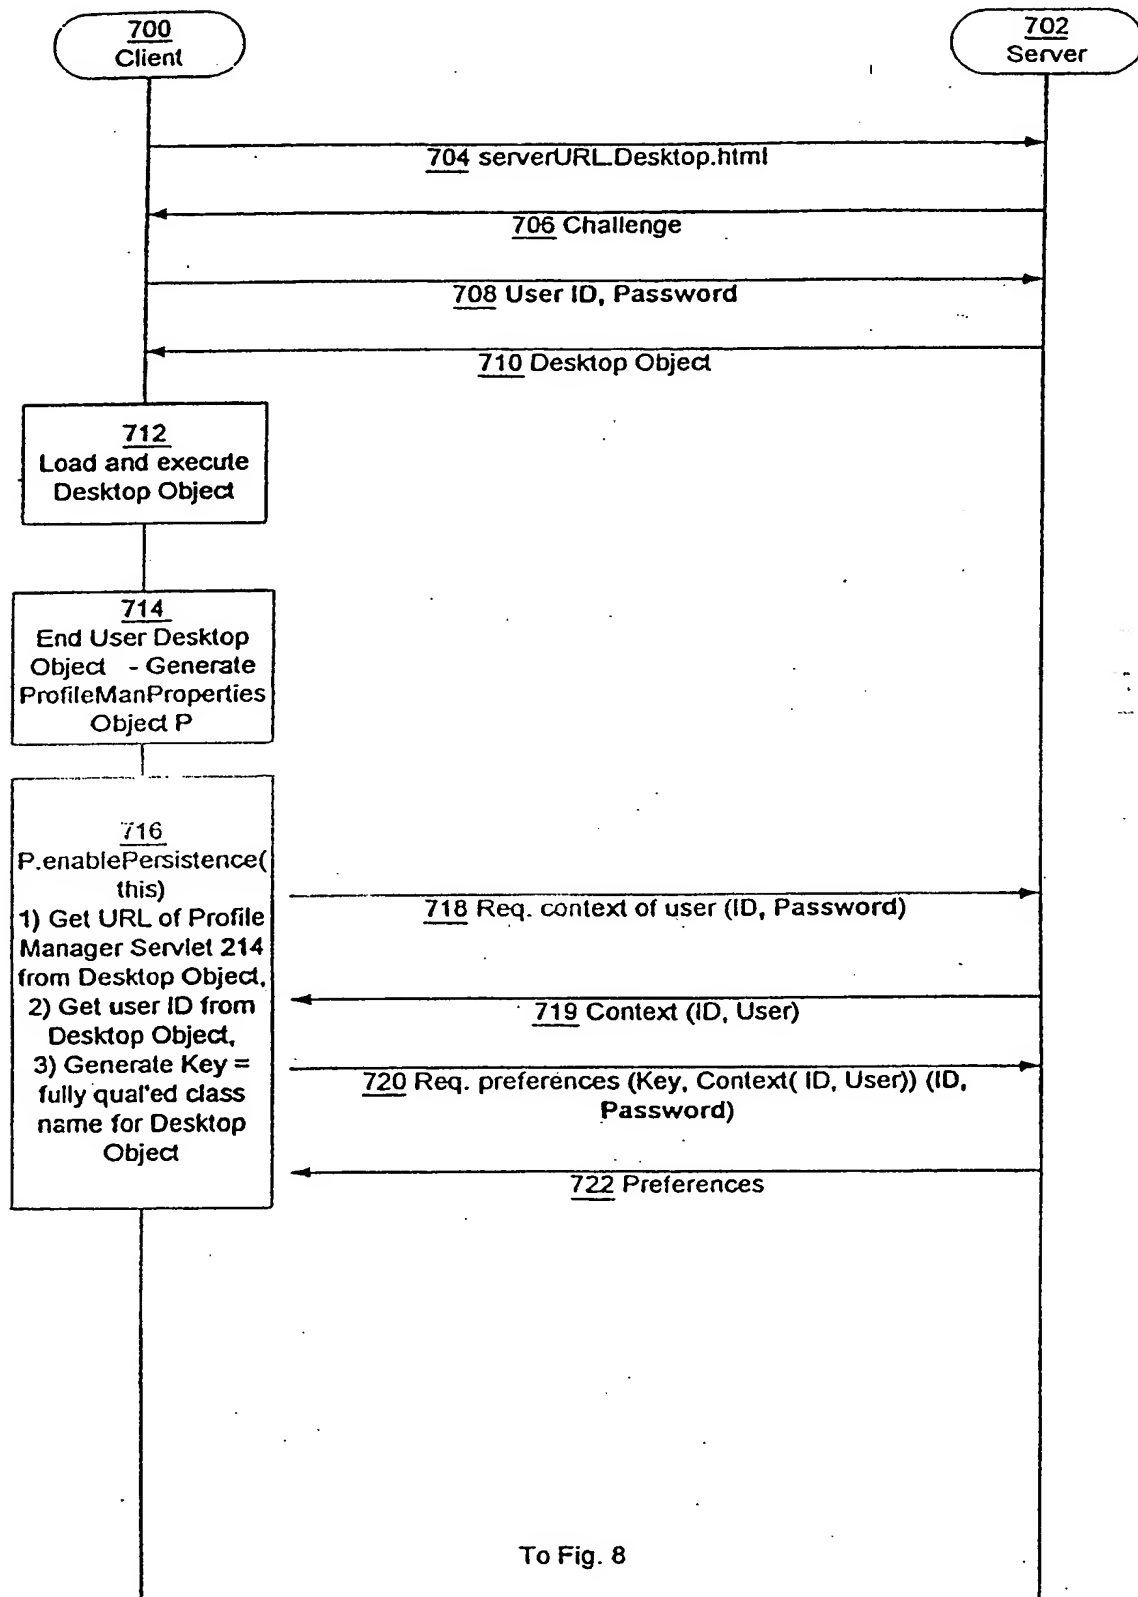 700
Client
702
Server
704 serverURL.Desktop.html
706 Challenge
708 User ID, Password
710 Desktop Object
712
Load and execute
Desktop Object
714
End User Desktop
Object - Generate
ProfileManProperties
Object P
716
P.enablePersistence(
this)
1) Get URL of Profile
Manager Servlet 214
from Desktop Object,
2) Get user ID from
Desktop Object,
3) Generate Key =
fully qual'ed class
name for Desktop
Object
718 Req. context of user (ID, Password)
719 Context (ID, User)
720 Req. preferences (Key, Context( ID, User)) (ID,
Password)
722 Preferences
To Fig. 8